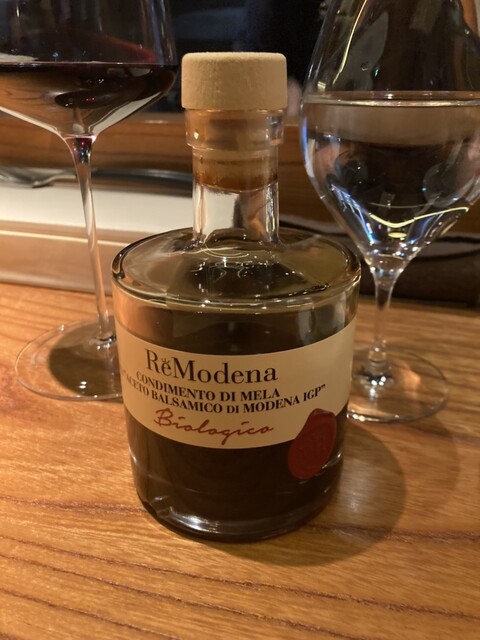 ReModena
CONDIMENTO DI MELA
"ACETO BALSAMICO DI MODENA IGP"
Biologico